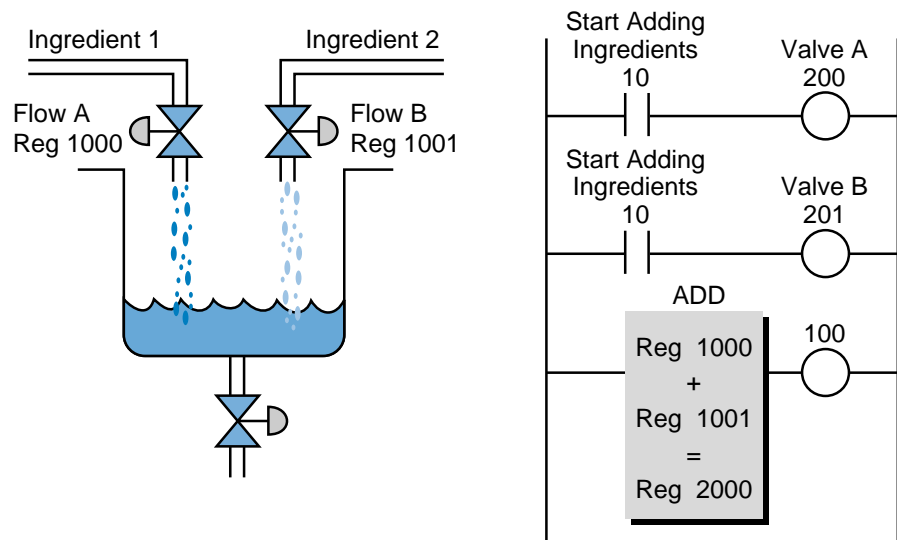 Ingredient 1
Ingredient 2
Flow A
Reg 1000
Flow B
Reg 1001
Start Adding
Ingredients
10
Valve A
200
Start Adding
Ingredients
10
Valve B
201
ADD
Reg 1000
+
Reg 1001
=
Reg 2000
100